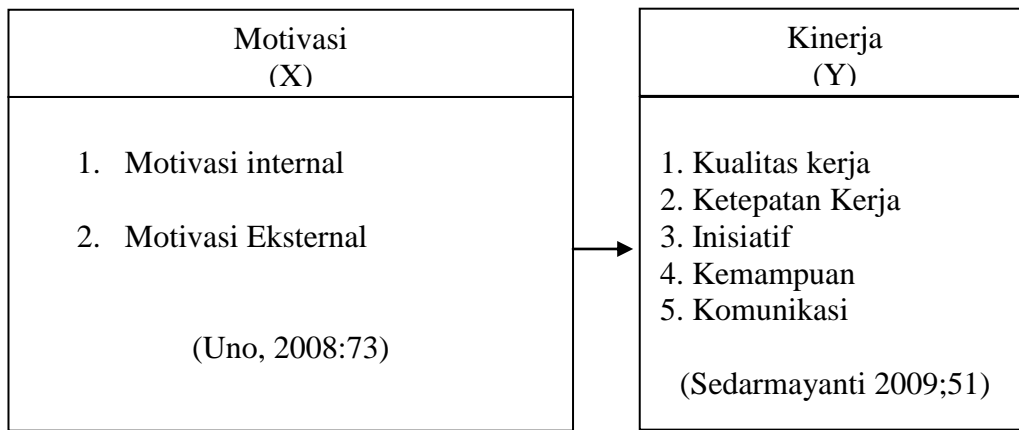 Motivasi
(X)
1. Motivasi internal
2. Motivasi Eksternal
(Uno, 2008:73)
Kinerja
(Y)
1. Kualitas kerja
2. Ketepatan Kerja
3. Inisiatif
4. Kemampuan
5. Komunikasi
(Sedarmayanti 2009;51)